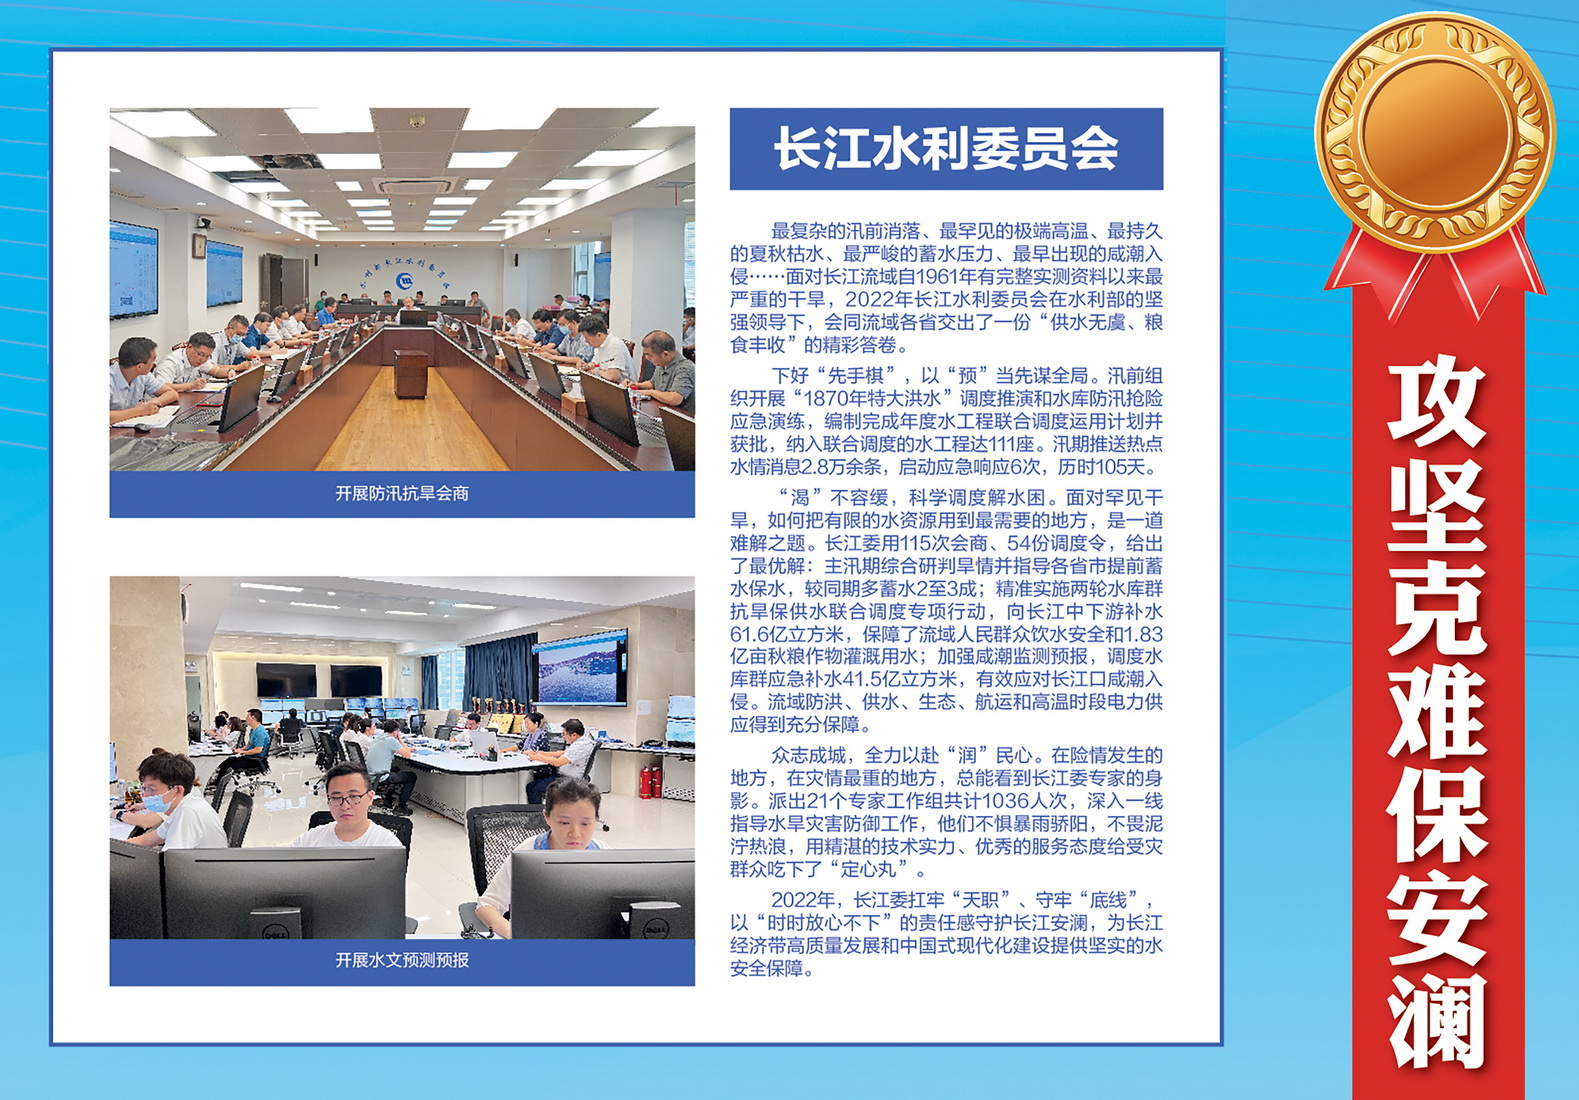 长江水利委员会
最复杂的汛前消落、最罕见的极端高温、最持久
的夏秋枯水、最严峻的蓄水压力、最早出现的咸潮入
侵……面对长江流域自1961年有完整实测资料以来最
严重的干旱，2022年长江水利委员会在水利部的坚
强领导下，会同流域各省交出了一份“供水无虞、粮
食丰收”的精彩答卷。
下好“先手棋”，以“预”当先谋全局。汛前组
织开展“1870年特大洪水”调度推演和水库防汛抢险
应急演练，编制完成年度水工程联合调度运用计划并
获批，纳入联合调度的水工程达111座。汛期推送热点
水情消息2.8万余条，启动应急响应6次，历时105天。
“渴”不容缓，科学调度解水困。面对罕见干
旱，如何把有限的水资源用到最需要的地方，是一道
难解之题。长江委用115次会商、54份调度令，给出
了最优解：主汛期综合研判旱情并指导各省市提前蓄
水保水，较同期多蓄水2至3成；精准实施两轮水库群
抗旱保供水联合调度专项行动，向长江中下游补水
61.6亿立方米，保障了流域人民群众饮水安全和1.83
亿亩秋粮作物灌溉用水；加强咸潮监测预报，调度水
库群应急补水41.5亿立方米，有效应对长江口咸潮入
侵。流域防洪、供水、生态、航运和高温时段电力供
应得到充分保障。
众志成城，全力以赴“润”民心。在险情发生的
地方，在灾情最重的地方，总能看到长江委专家的身
影。派出21个专家工作组共计1036人次，深入一线
指导水旱灾害防御工作，他们不惧暴雨骄阳，不畏泥
泞热浪，用精湛的技术实力、优秀的服务态度给受灾
群众吃下了“定心丸”。
2022年，长江委扛牢“天职”、守牢“底线”，
以“时时放心不下”的责任感守护长江安澜，为长江
经济带高质量发展和中国式现代化建设提供坚实的水
安全保障。
水利部长江水利委员会
开展防汛抗旱会商
DELL
DELL
开展水文预测预报
攻坚克难保安澜